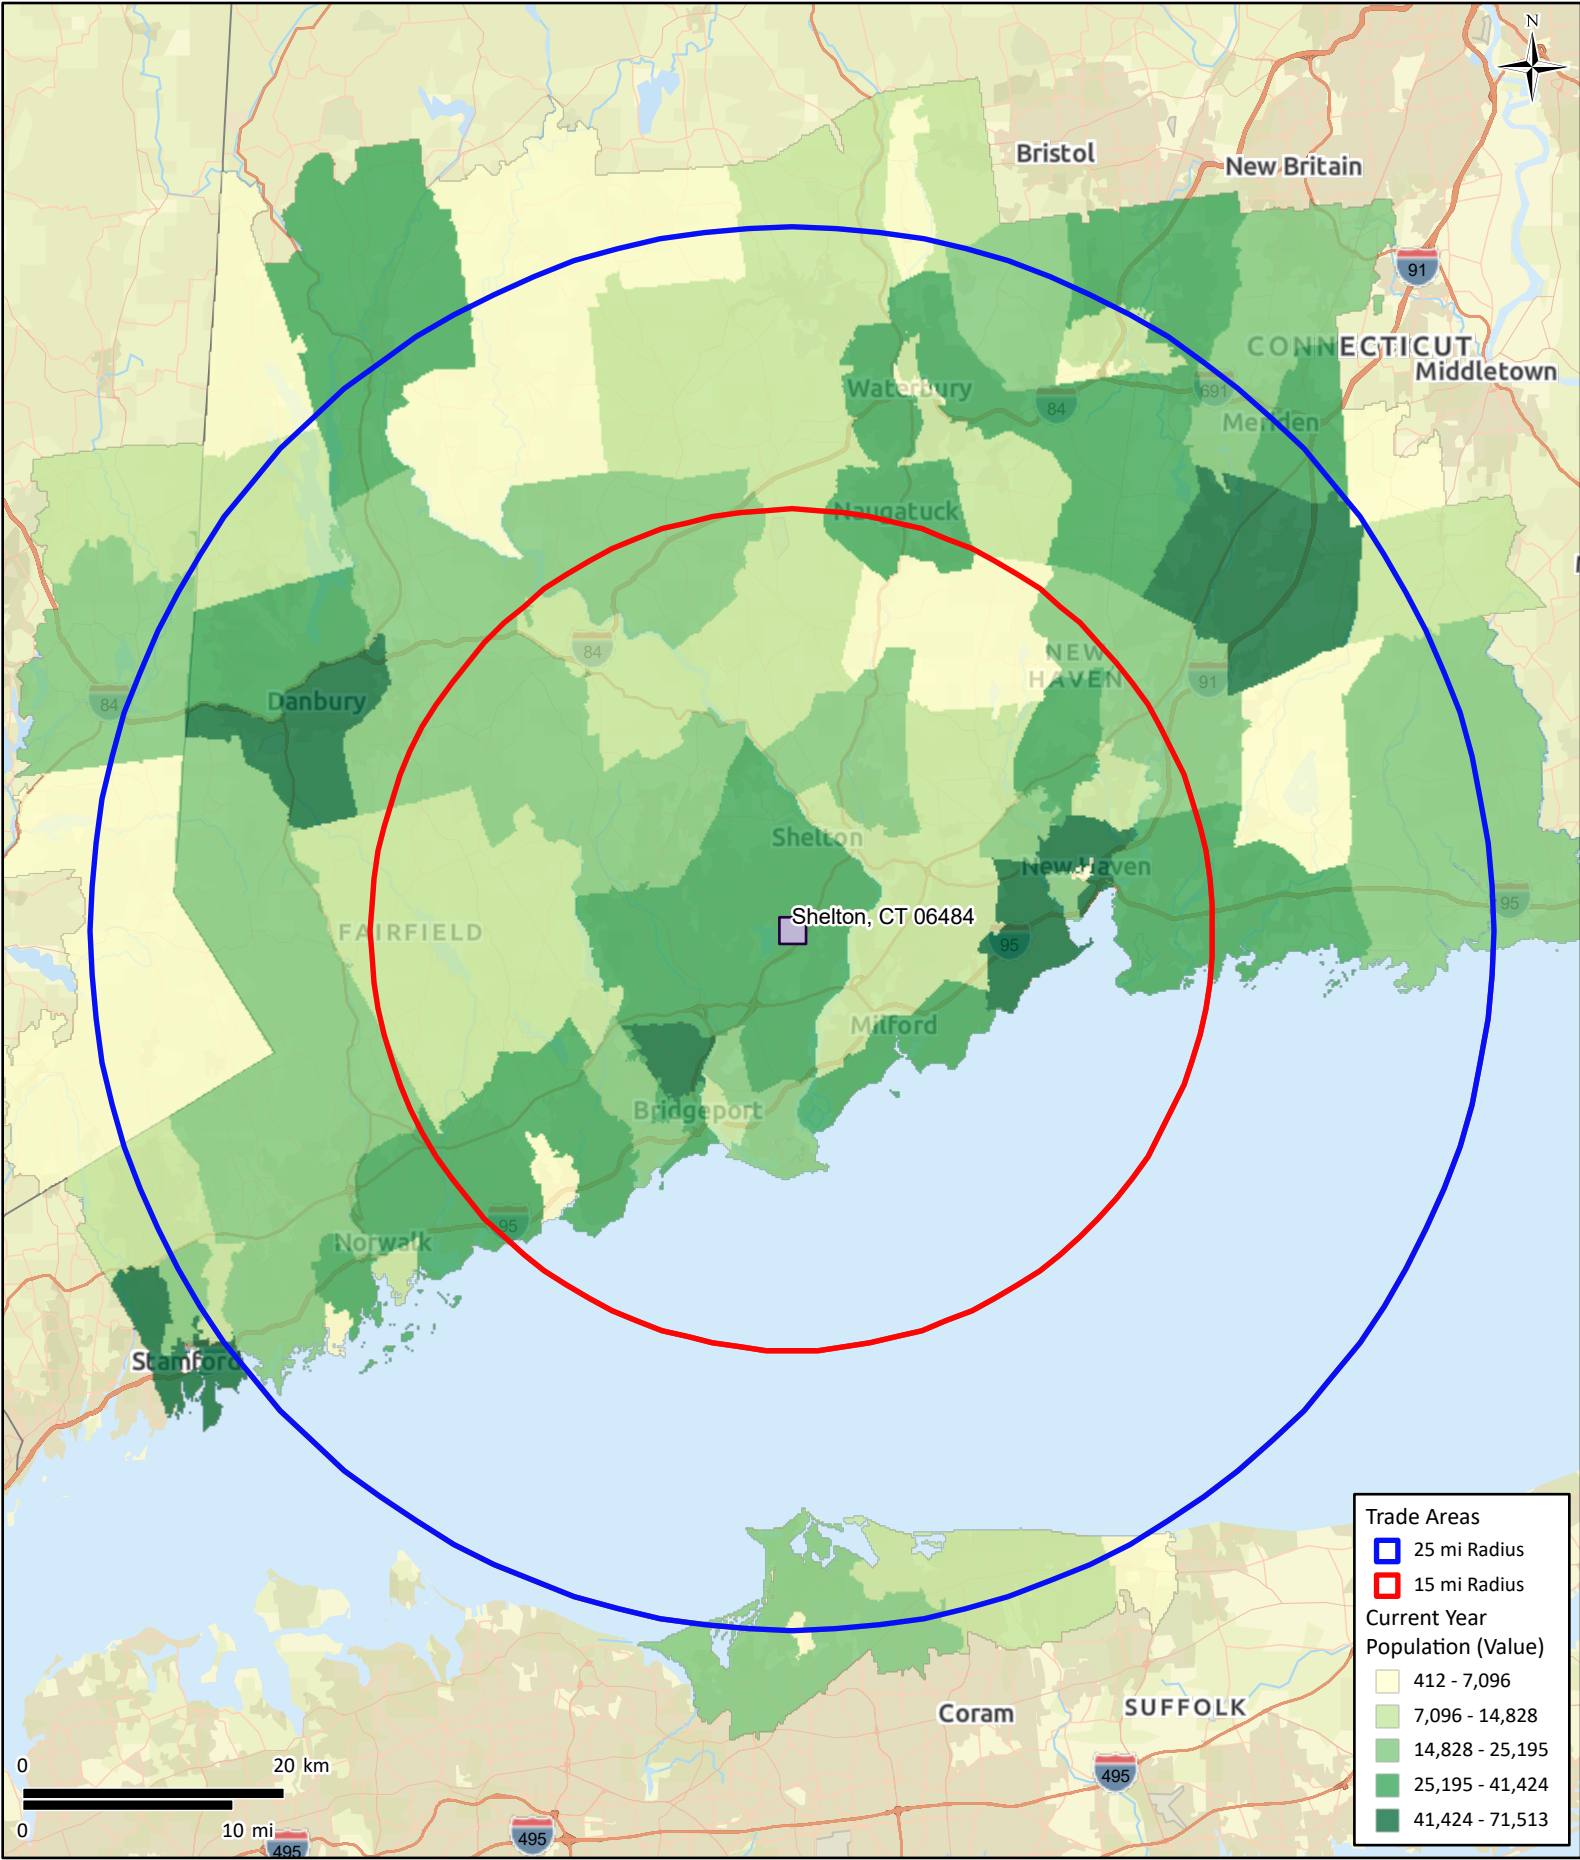 N
Bristol
New Britain
91
CONNECTICUT
Middletown
Waterbury
84
691
Meriden
Naugatuck
84
NEW
HAVEN
91
84
Danbury
Shelton
New Haven
95
Shelton, CT 06484
FAIRFIELD
95
Milford
Bridgeport
95
Norwalk
Stamford
Coram
SUFFOLK
495
495
495
0
20 km
0
10 mi
Trade Areas
25 mi Radius
15 mi Radius
Current Year
Population (Value)
412 - 7,096
7,096 - 14,828
14,828 - 25,195
25,195 - 41,424
41,424 - 71,513